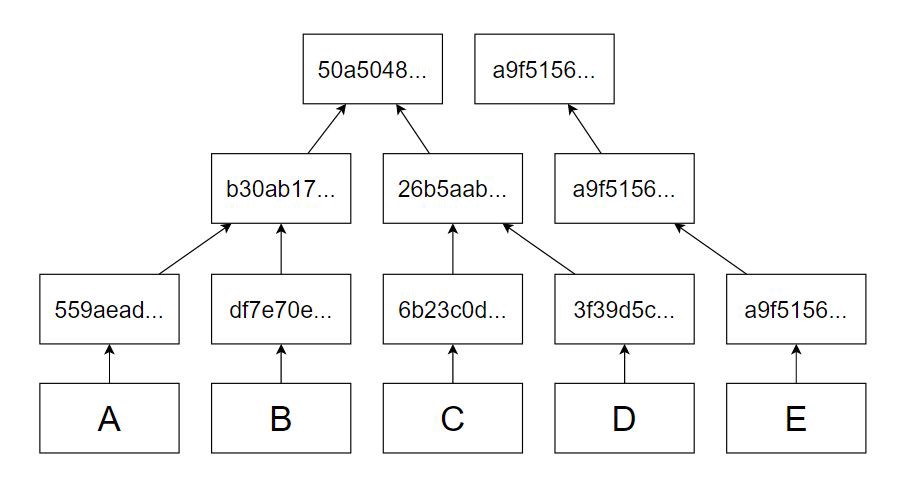 50a5048... a9f5156...
b30ab17... 26b5aab... a9f5156...
559aead... df7e70e... 6b23c0d... 3f39d5c... a9f5156...
A B C D E